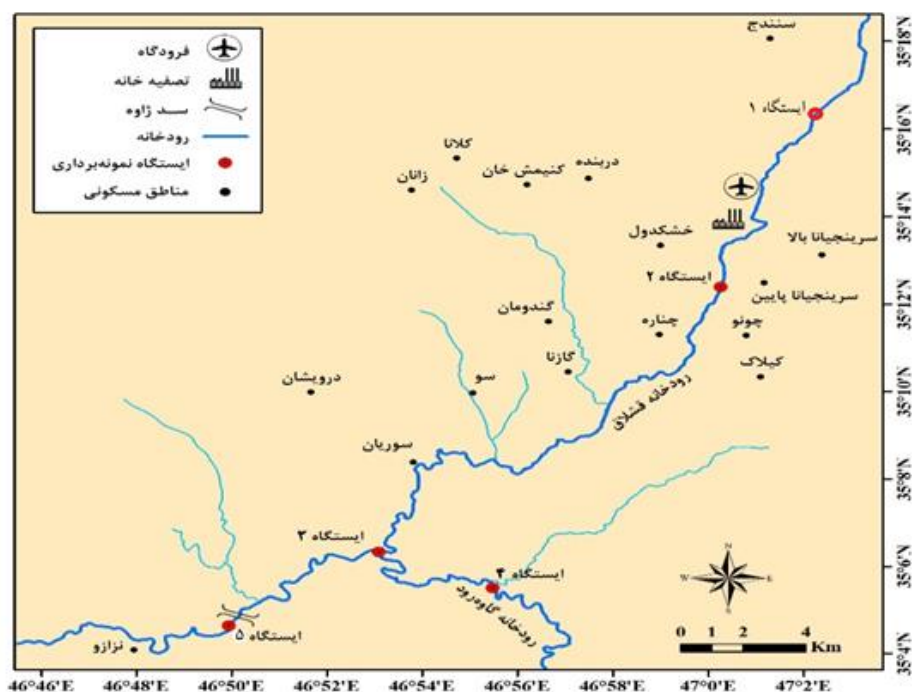 فرودگاه
تصفیه خانه
ســد ژاوه
رودخانه
ایستگاه نمونه‌برداری
مناطق مسکونی
سنندج
ایستگاه ۱
کلانا
زانان
کنیمش خان
دربنده
خشکدول
سرینجیانا بالا
ایستگاه ۲
سرینجیانا پایین
گندومان
چناره
چونو
گازنا
کیلاک
سو
درویشان
رودخانه قشلاق
سوریان
ایستگاه ۳
ایستگاه ۴
رودخانه گاوه‌رود
ایستگاه ۵
نزازو
N
W E
S
0 1 2 4
Km
35°18'N
35°16'N
35°14'N
35°12'N
35°10'N
35°8'N
35°6'N
35°4'N
46°46'E 46°48'E 46°50'E 46°52'E 46°54'E 46°56'E 46°58'E 47°0'E 47°2'E